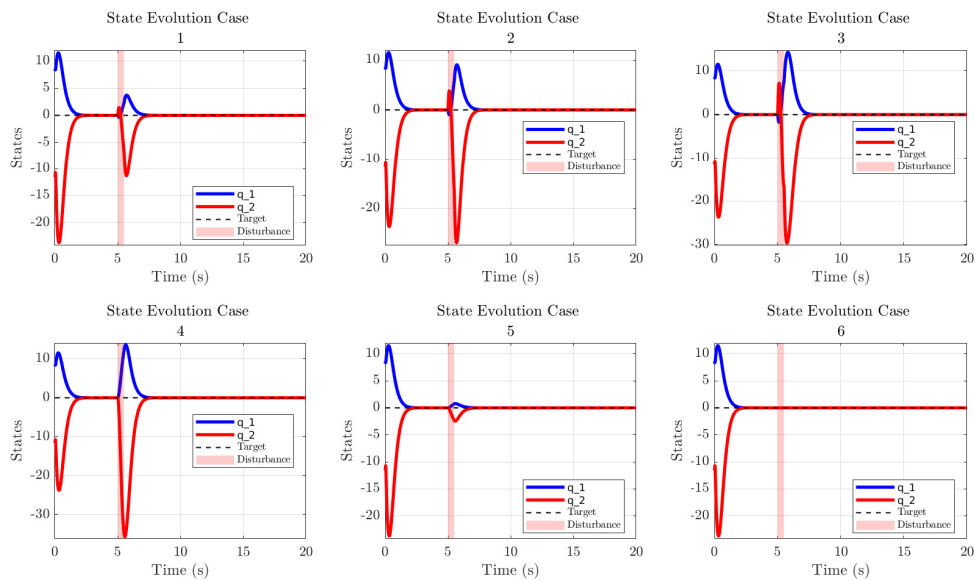 State Evolution Case
1
10
5
0
-5
-10
-15
-20
States
q_1
q_2
Target
Disturbance
0
5
10
15
20
Time (s)
State Evolution Case
2
10
0
-10
-20
States
q_1
q_2
Target
Disturbance
0
5
10
15
20
Time (s)
State Evolution Case
3
10
0
-10
-20
-30
States
q_1
q_2
Target
Disturbance
0
5
10
15
20
Time (s)
State Evolution Case
4
10
0
-10
-20
-30
States
q_1
q_2
Target
Disturbance
0
5
10
15
20
Time (s)
State Evolution Case
5
10
5
0
-5
-10
-15
-20
States
q_1
q_2
Target
Disturbance
0
5
10
15
20
Time (s)
State Evolution Case
6
10
5
0
-5
-10
-15
-20
States
q_1
q_2
Target
Disturbance
0
5
10
15
20
Time (s)